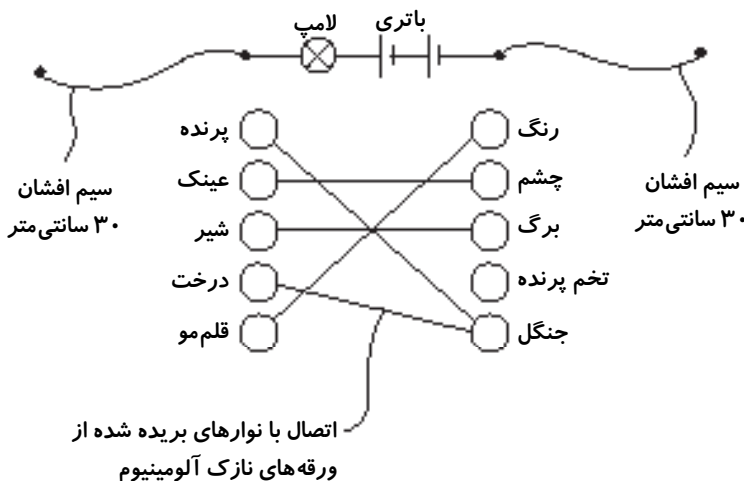 باتری
لامپ
پرنده
رنگ
عینک
چشم
شیر
برگ
درخت
تخم پرنده
قلم‌مو
جنگل
سیم افشان
۳۰ سانتی‌متر
سیم افشان
۳۰ سانتی‌متر
اتصال با نوارهای بریده شده از
ورقه‌های نازک آلومینیوم